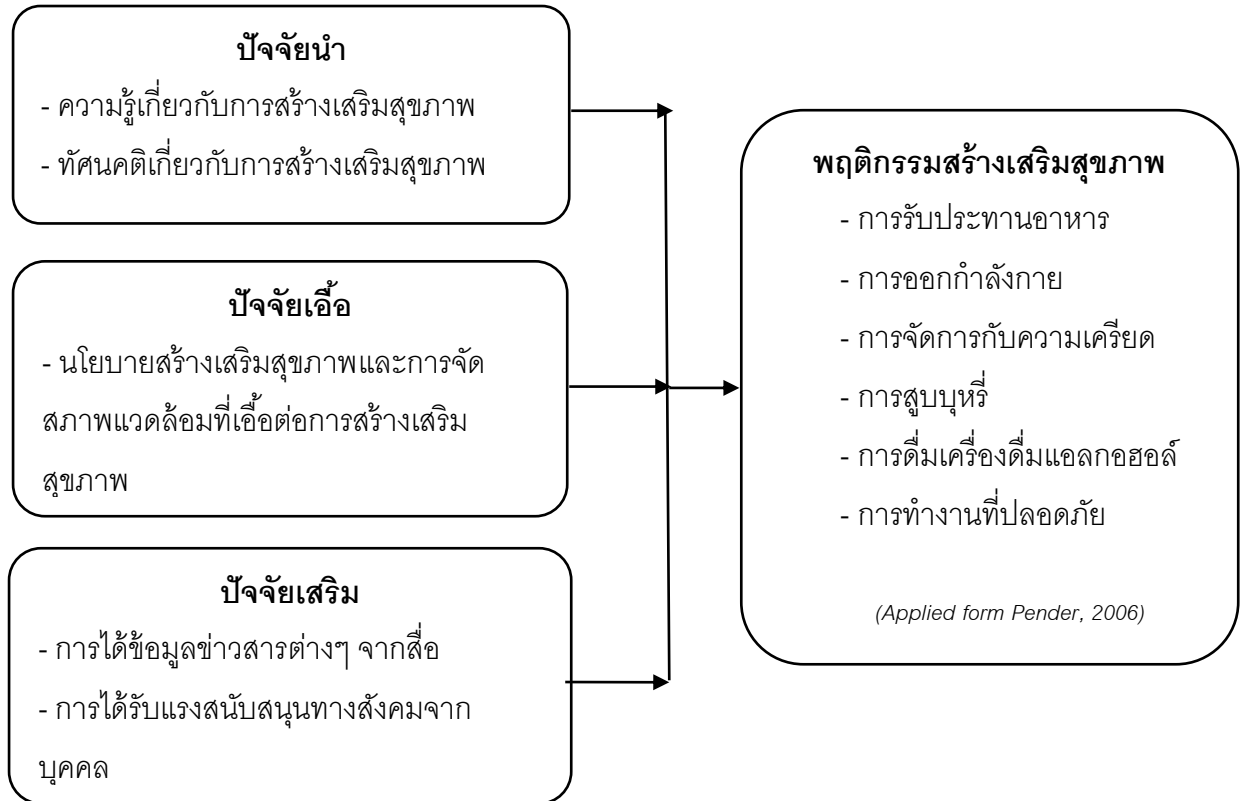 ปัจจัยนำ
- ความรู้เกี่ยวกับการสร้างเสริมสุขภาพ
- ทัศนคติเกี่ยวกับการสร้างเสริมสุขภาพ
ปัจจัยเอื้อ
- นโยบายสร้างเสริมสุขภาพและการจัด
สภาพแวดล้อมที่เอื้อต่อการสร้างเสริม
สุขภาพ
ปัจจัยเสริม
- การได้ข้อมูลข่าวสารต่างๆ จากสื่อ
- การได้รับแรงสนับสนุนทางสังคมจาก
บุคคล
พฤติกรรมสร้างเสริมสุขภาพ
- การรับประทานอาหาร
- การออกกำลังกาย
- การจัดการกับความเครียด
- การสูบบุหรี่
- การดื่มเครื่องดื่มแอลกอฮอล์
- การทำงานที่ปลอดภัย
(Applied form Pender, 2006)